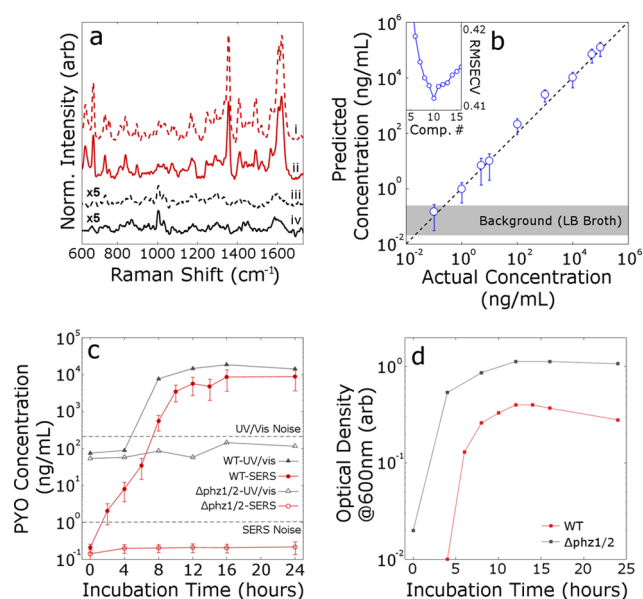 a
Norm. Intensity (arb)
i
ii
x5
iii
x5
iv
600 800 1000 1200 1400 1600
Raman Shift (cm⁻¹)
b
Predicted
Concentration (ng/mL)
10⁶
10⁴
10²
10⁰
10⁻²
0.42
RMSECV
0.41
5 10 15
Comp. #
Background (LB Broth)
10⁻² 10⁰ 10² 10⁴ 10⁶
Actual Concentration
(ng/mL)
c
PYO Concentration
(ng/mL)
10⁵
10⁴
10³
10²
10¹
10⁰
10⁻¹
UV/Vis Noise
WT-UV/vis
WT-SERS
Δphz1/2-UV/vis
Δphz1/2-SERS
SERS Noise
0 4 8 12 16 20 24
Incubation Time (hours)
d
Optical Density
@600nm (arb)
10⁰
10⁻¹
10⁻²
WT
Δphz1/2
0 5 10 15 20 25
Incubation Time (hours)